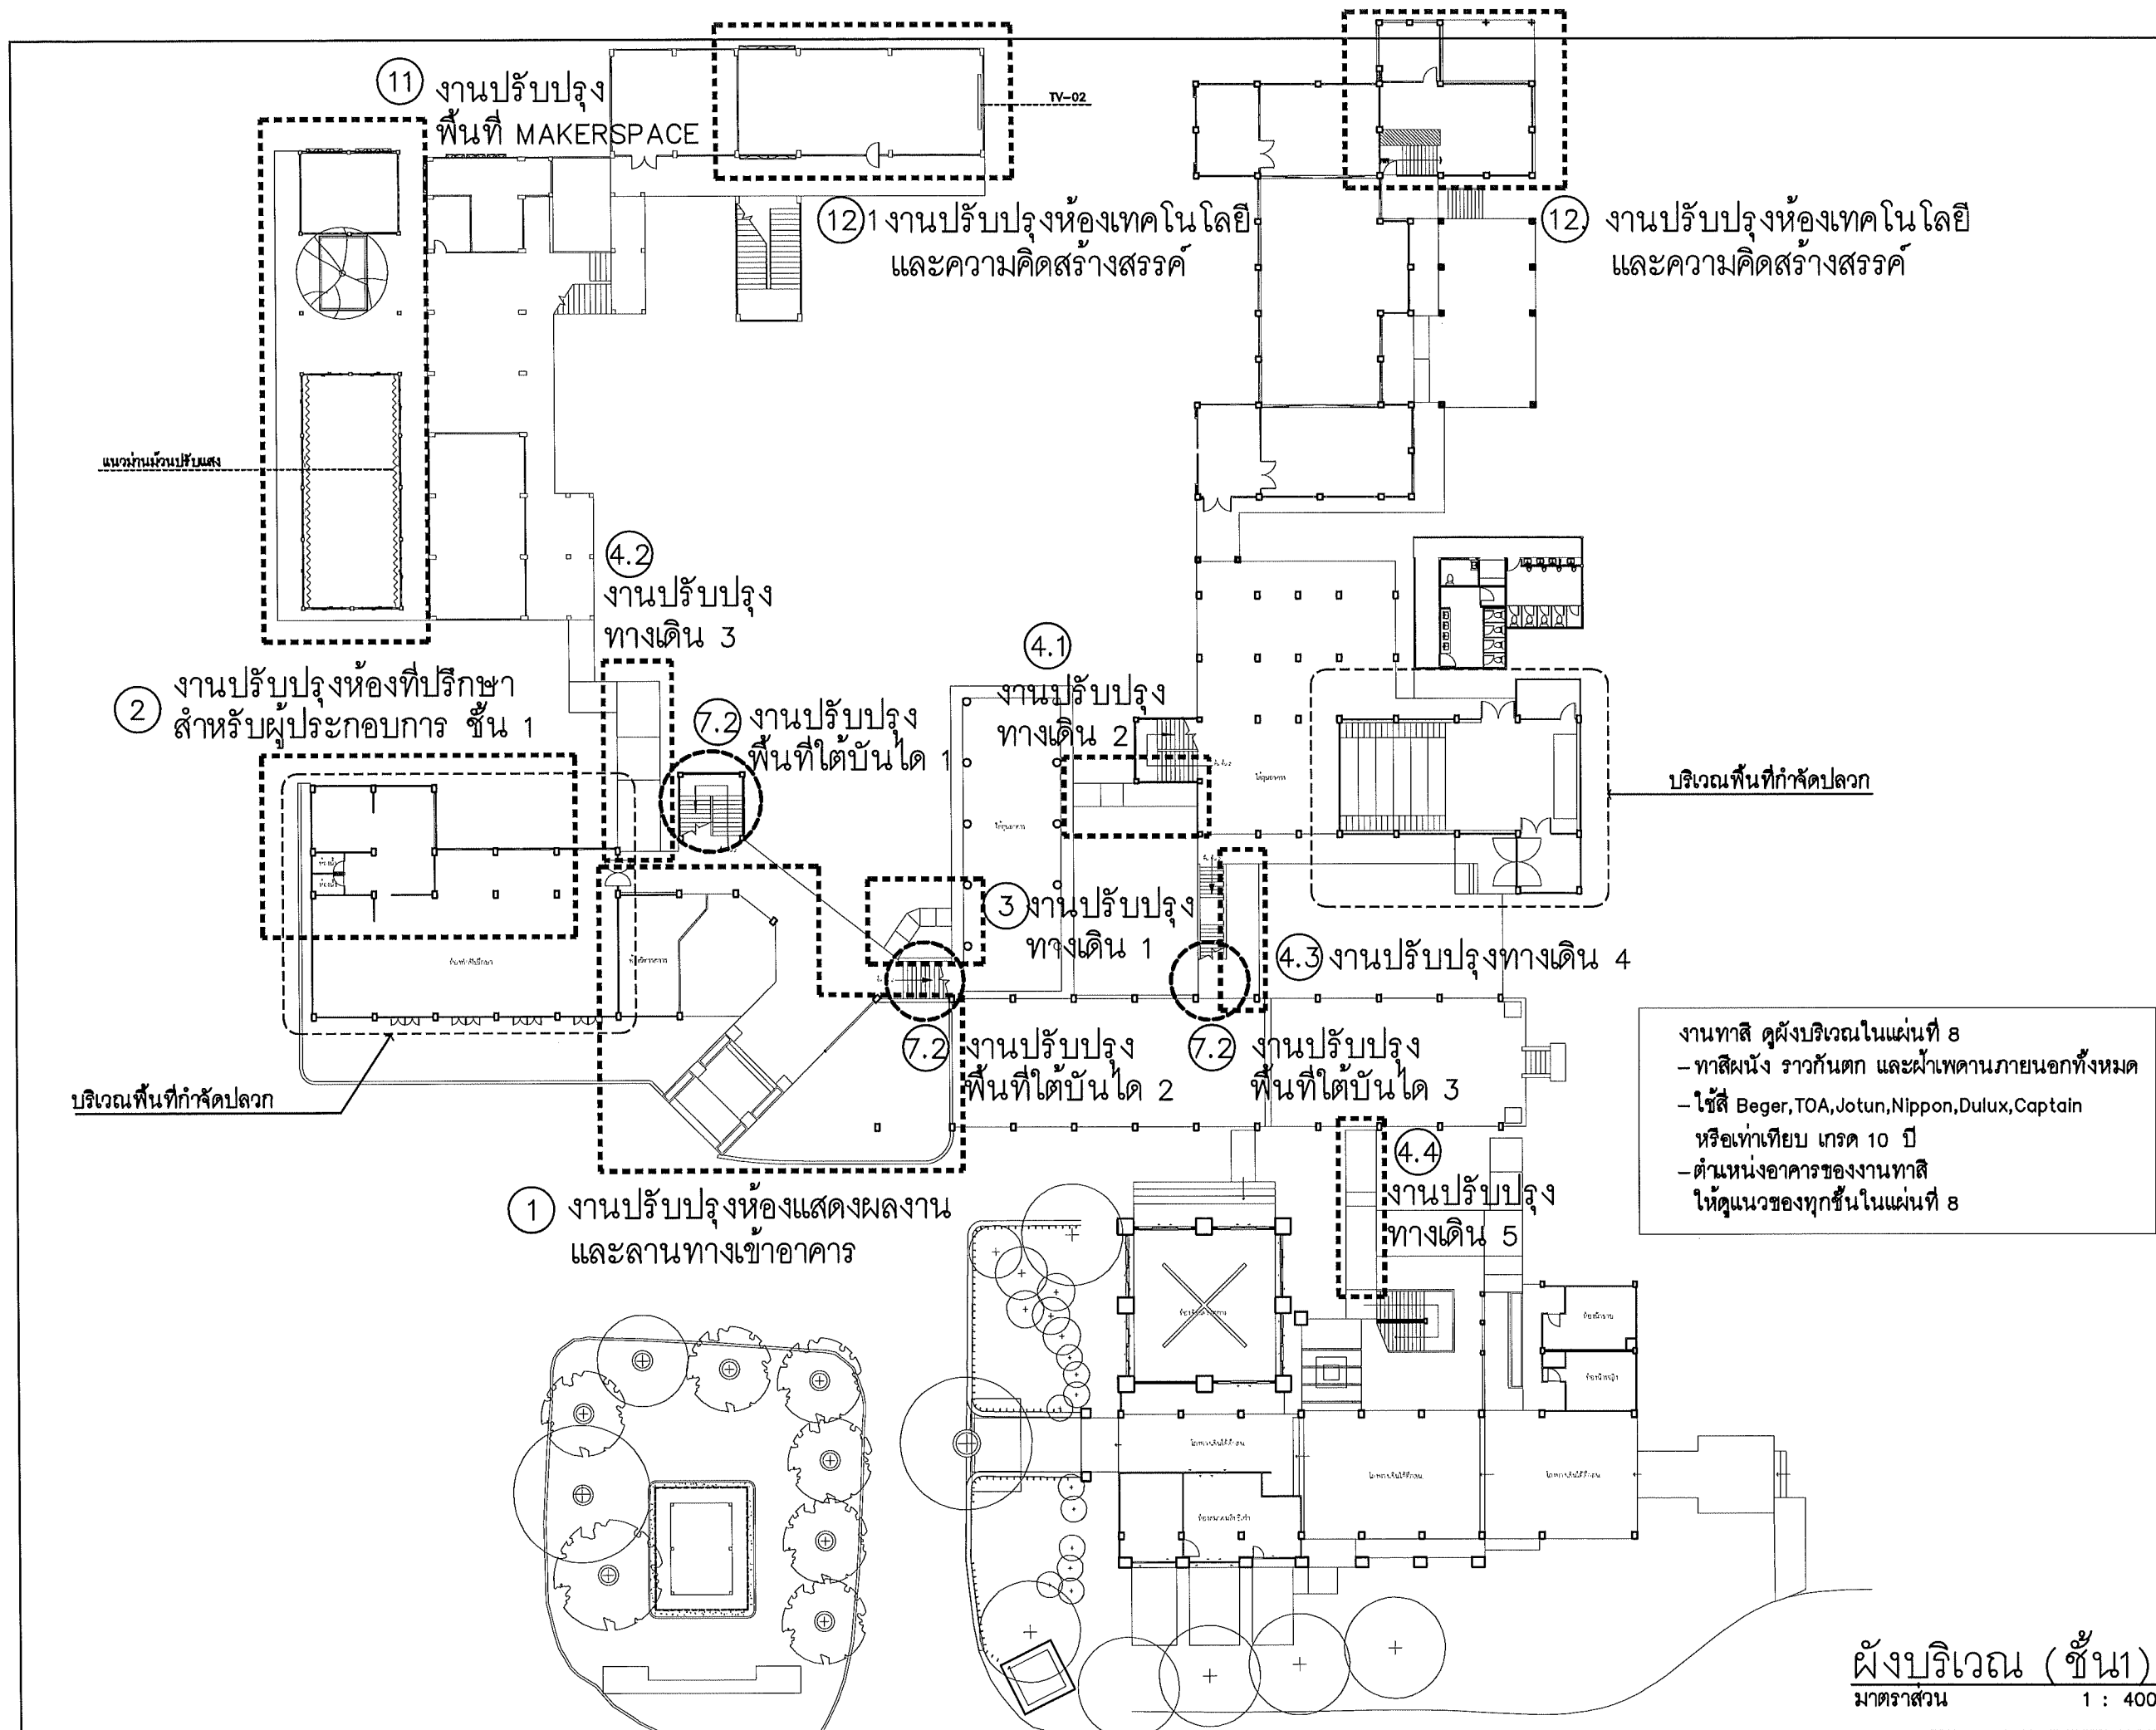 11
งานปรับปรุง
พื้นที่ MAKERSPACE
TV-02
12.1 งานปรับปรุงห้องเทคโนโลยี
และความคิดสร้างสรรค์
12. งานปรับปรุงห้องเทคโนโลยี
และความคิดสร้างสรรค์
แนวม่านม้วนปรับแสง
4.2
งานปรับปรุง
ทางเดิน 3
2
งานปรับปรุงห้องที่ปรึกษา
สำหรับผู้ประกอบการ ชั้น 1
7.2 งานปรับปรุง
พื้นที่ใต้บันได 1
4.1
งานปรับปรุง
ทางเดิน 2
ใต้ถุนอาคาร
ใต้ถุนอาคาร
บริเวณพื้นที่กำจัดปลวก
3 งานปรับปรุง
ทางเดิน 1
4.3 งานปรับปรุงทางเดิน 4
7.2 งานปรับปรุง
พื้นที่ใต้บันได 2
7.2 งานปรับปรุง
พื้นที่ใต้บันได 3
บริเวณพื้นที่กำจัดปลวก
งานทาสี ดูผังบริเวณในแผ่นที่ 8
- ทาสีผนัง ราวกันตก และฝ้าเพดานภายนอกทั้งหมด
- ใช้สี Beger,TOA,Jotun,Nippon,Dulux,Captain
หรือเท่าเทียบ เกรด 10 ปี
- ตำแหน่งอาคารของงานทาสี
ให้ดูแนวของทุกชั้นในแผ่นที่ 8
4.4
งานปรับปรุง
ทางเดิน 5
1 งานปรับปรุงห้องแสดงผลงาน
และลานทางเข้าอาคาร
ผังบริเวณ (ชั้น1)
มาตราส่วน 1 : 400